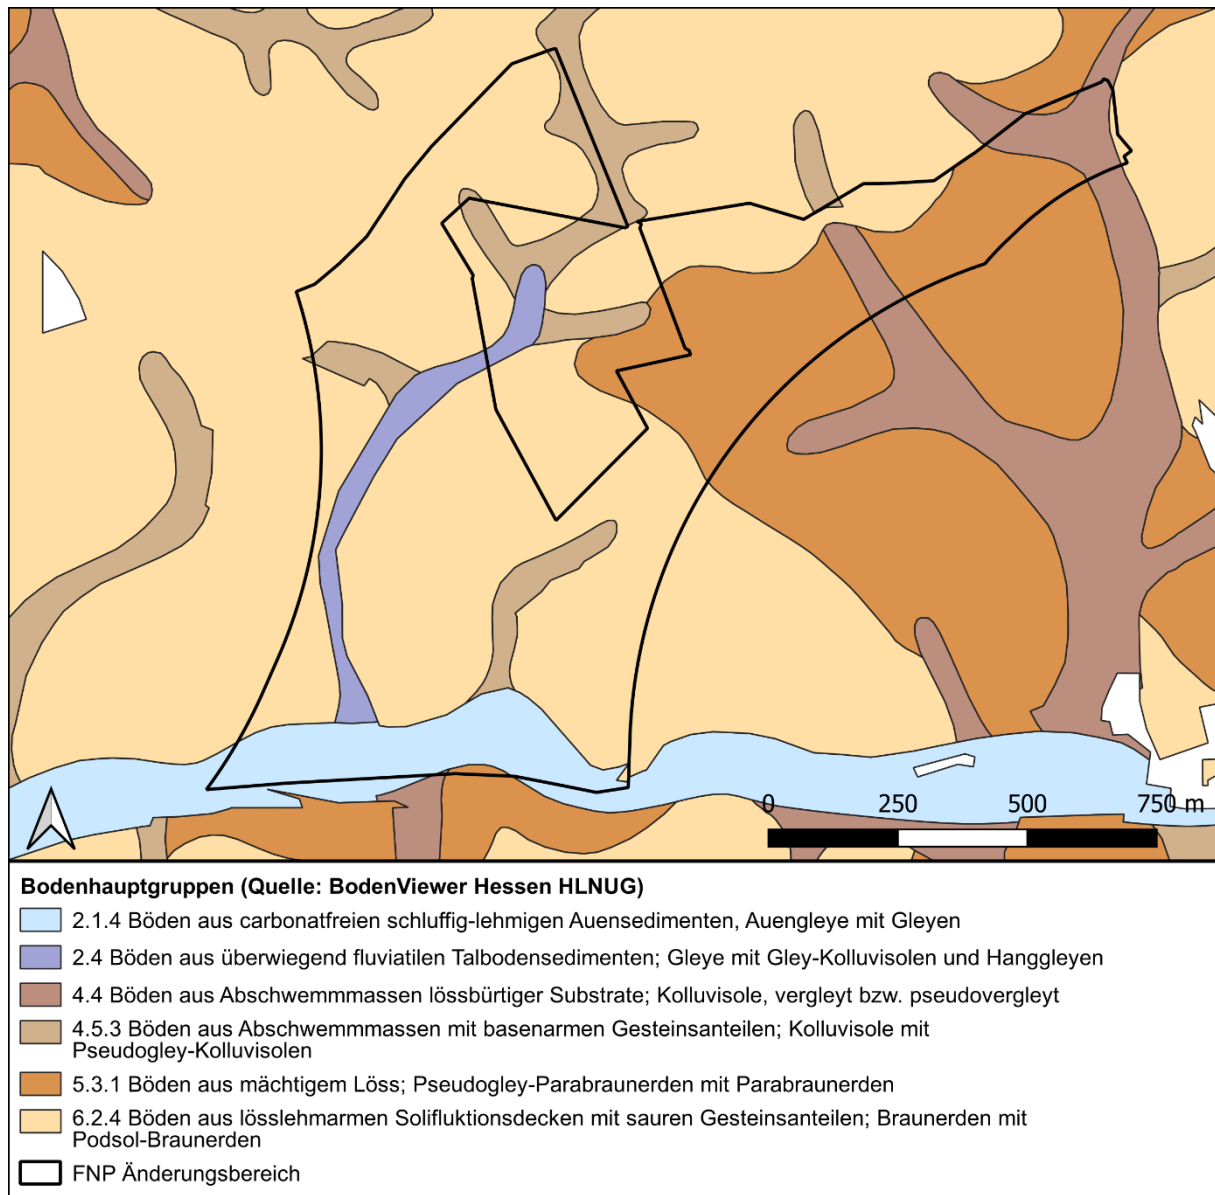 0 250 500 750 m
Bodenhauptgruppen (Quelle: BodenViewer Hessen HLNUG)
2.1.4 Böden aus carbonatfreien schluffig-lehmigen Auensedimenten, Auengleye mit Gleyen
2.4 Böden aus überwiegend fluviatilen Talbodensedimenten; Gleye mit Gley-Kolluvisolen und Hanggleyen
4.4 Böden aus Abschwemmmassen lössbürtiger Substrate; Kolluvisole, vergleyt bzw. pseudovergleyt
4.5.3 Böden aus Abschwemmmassen mit basenarmen Gesteinsanteilen; Kolluvisole mit
Pseudogley-Kolluvisolen
5.3.1 Böden aus mächtigem Löss; Pseudogley-Parabraunerden mit Parabraunerden
6.2.4 Böden aus lösslehmarmen Solifluktionsdecken mit sauren Gesteinsanteilen; Braunerden mit
Podsol-Braunerden
FNP Änderungsbereich